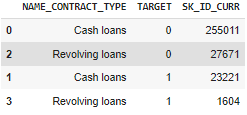 NAME_CONTRACT_TYPE TARGET SK_ID_CURR
0 Cash loans 0 255011
2 Revolving loans 0 27671
1 Cash loans 1 23221
3 Revolving loans 1 1604